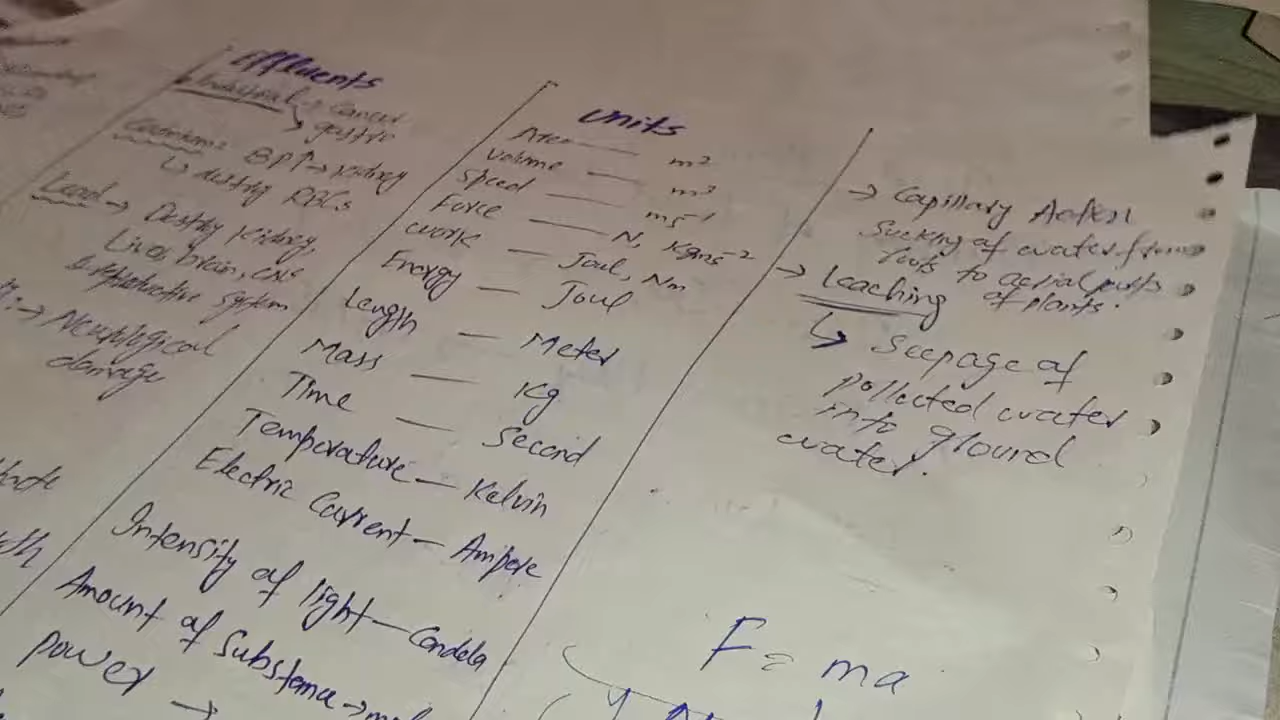 Effluents
Industrial → Cancer
↘ gastric
BP↑ → kidney
↳ destroy RBCs
Lead → Destroy kidney,
Liver, brain, CNS
& reproductive system
→ Neurological
damage
Units
Area — m²
Volume — m³
Speed — ms⁻¹
Force — N, kgms⁻²
Work — Joul, Nm
Energy — Joul
Length — Meter
Mass — Kg
Time — Second
Temperature — Kelvin
Electric Current — Ampere
Intensity of light — Candela
Amount of Substance →
power →
→ Capillary Action
Sucking of water from
roots to aerial parts
of plants.
→ Leaching
↳ Seepage of
polluted water
into ground
water.
F = ma